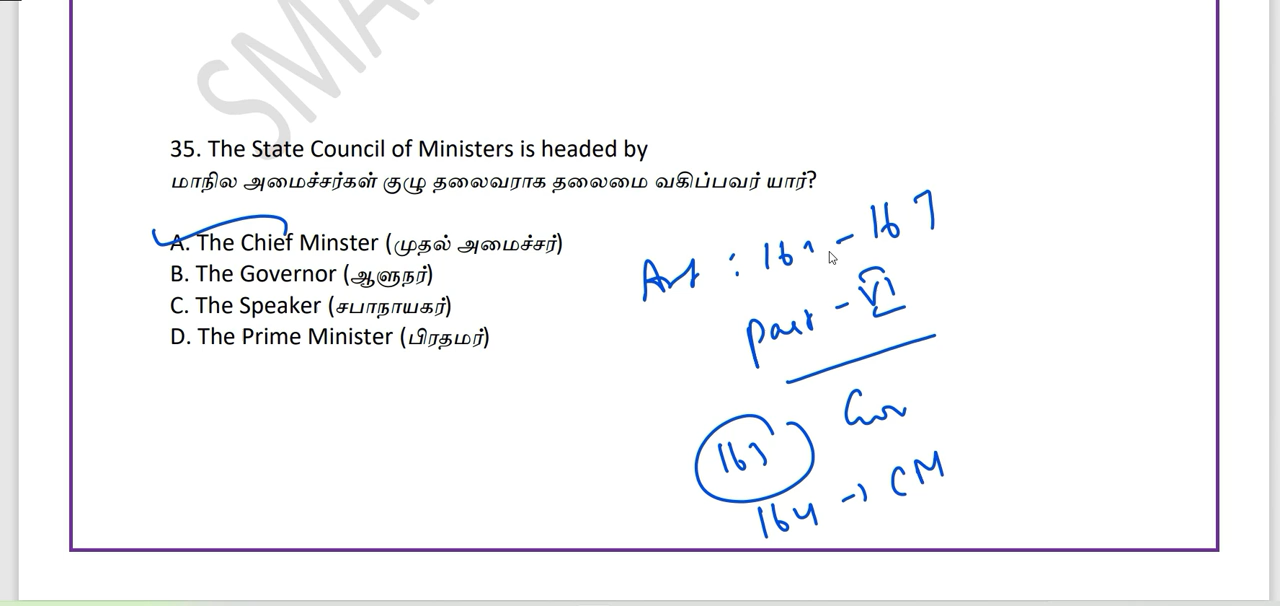 SMA
35. The State Council of Ministers is headed by
மாநில அமைச்சர்கள் குழு தலைவராக தலைமை வகிப்பவர் யார்?
A. The Chief Minster (முதல் அமைச்சர்)
B. The Governor (ஆளுநர்)
C. The Speaker (சபாநாயகர்)
D. The Prime Minister (பிரதமர்)
Art : - 167
part - VI
Gov
163
164 → CM